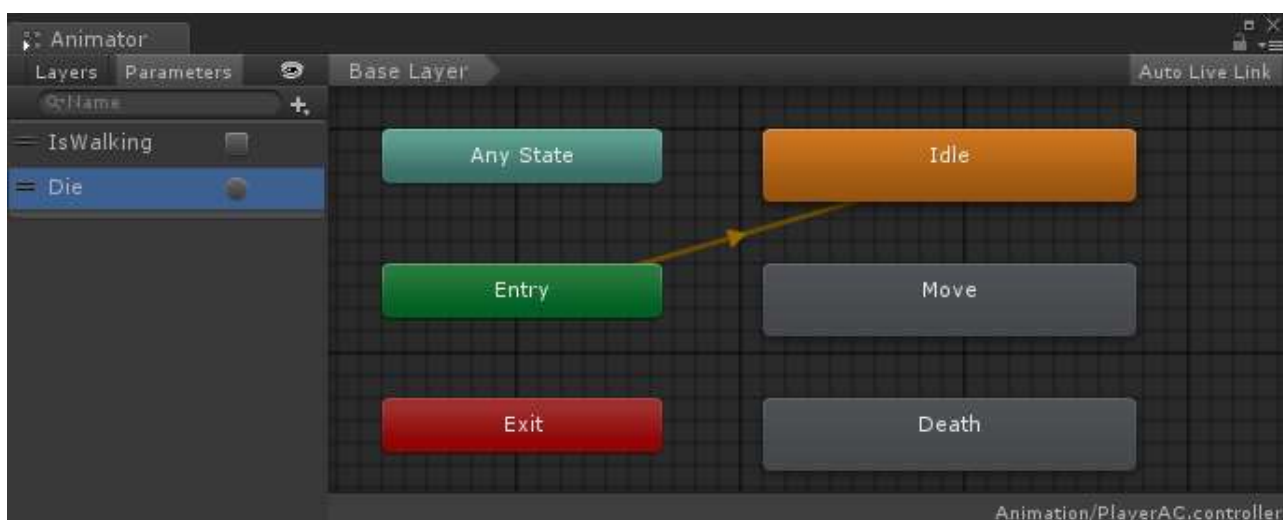 Animator
Layers Parameters
Base Layer
Auto Live Link
Name
IsWalking
Die
Any State
Idle
Entry
Move
Exit
Death
Animation/PlayerAC.controller